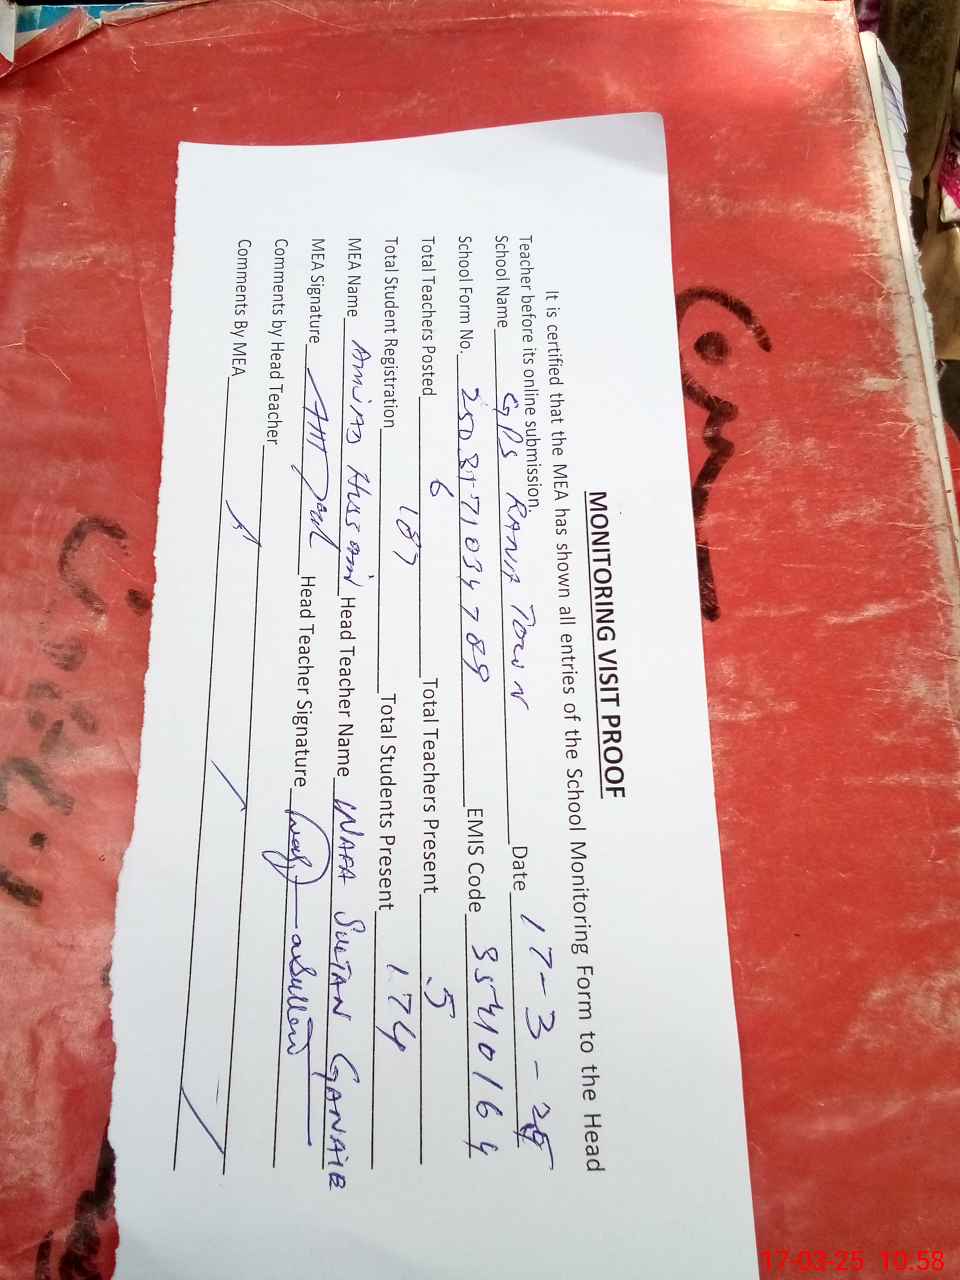 MONITORING VISIT PROOF
It is certified that the MEA has shown all entries of the School Monitoring Form to the Head
Teacher before its online submission.
School Name GPS RANA TOWN Date 17-3-25
School Form No. EMIS Code 35410164
Total Teachers Posted 6 Total Teachers Present 5
Total Student Registration 187 Total Students Present 174
MEA Name Hussain Head Teacher Name WAFA SULTAN
MEA Signature Head Teacher Signature
Comments by Head Teacher
Comments By MEA
17-03-25 10:58